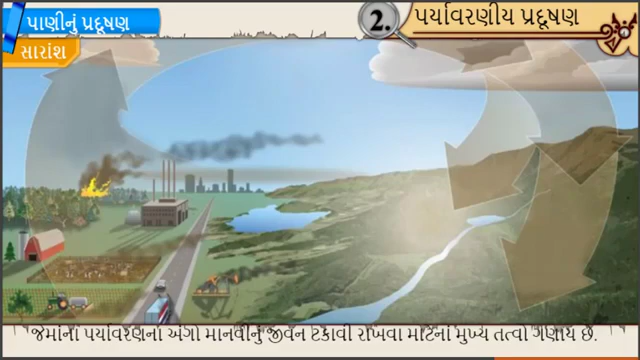 પાણીનું પ્રદૂષણ
સારાંશ
2. પર્યાવરણીય પ્રદૂષણ
જેમાંના પર્યાવરણના અંગો માનવીનું જીવન ટકાવી રાખવા માટેનાં મુખ્ય તત્વો ગણાય છે.